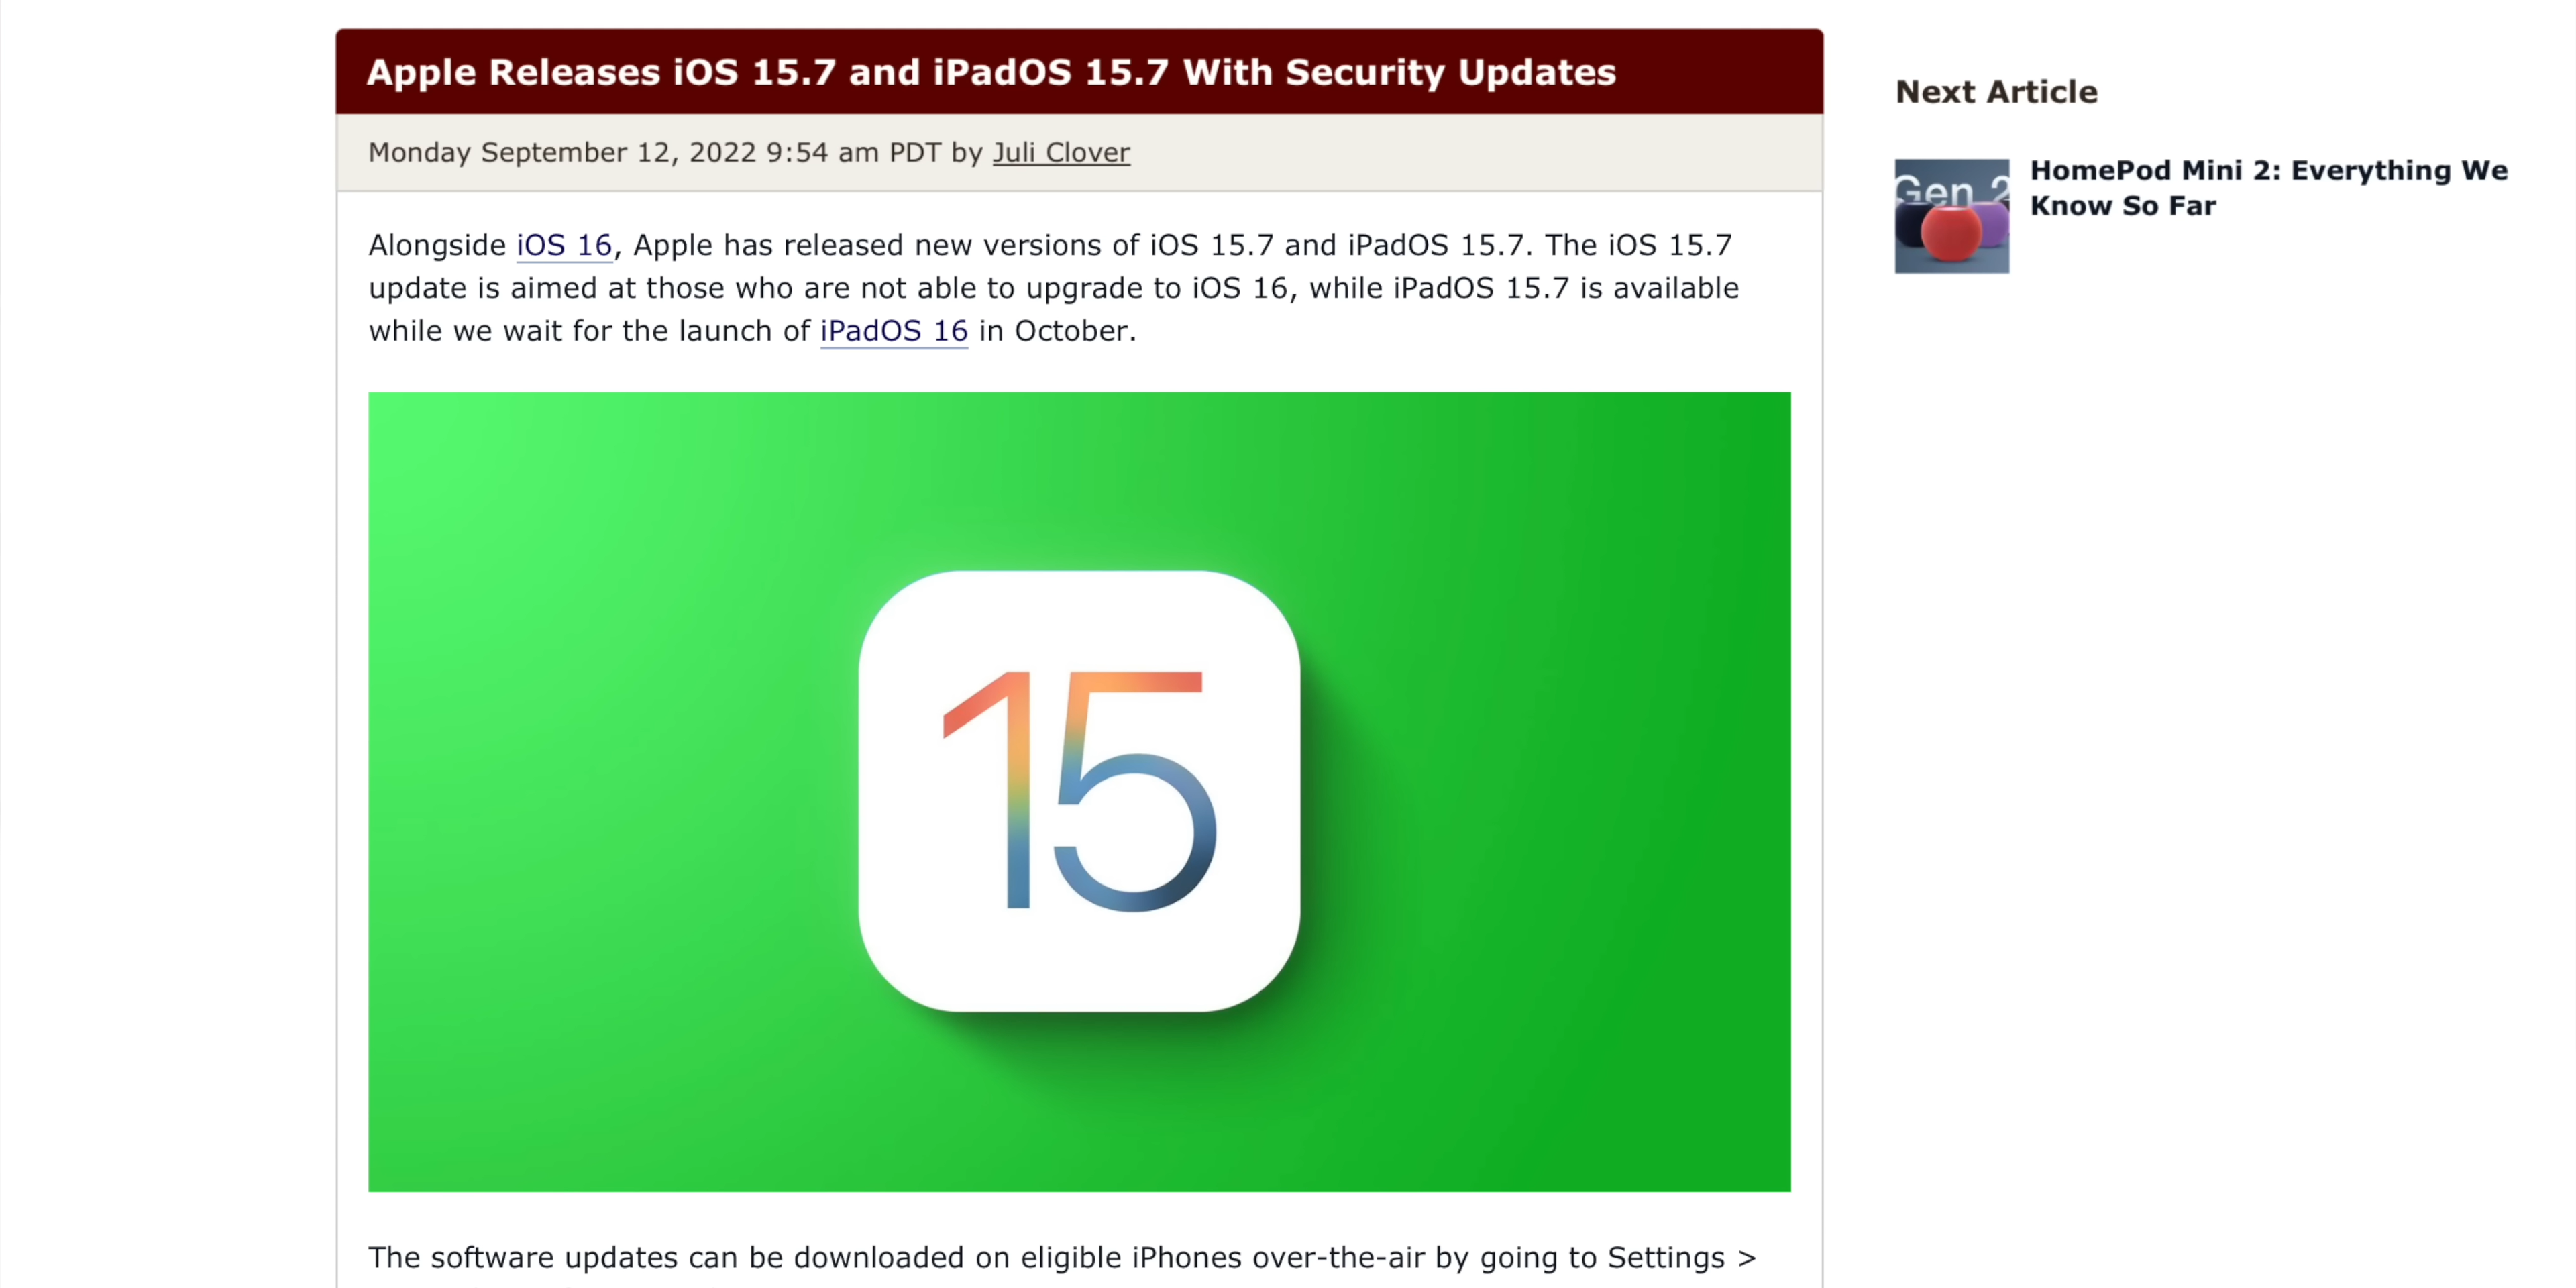 Apple Releases iOS 15.7 and iPadOS 15.7 With Security Updates
Monday September 12, 2022 9:54 am PDT by Juli Clover
Alongside iOS 16, Apple has released new versions of iOS 15.7 and iPadOS 15.7. The iOS 15.7
update is aimed at those who are not able to upgrade to iOS 16, while iPadOS 15.7 is available
while we wait for the launch of iPadOS 16 in October.
15
The software updates can be downloaded on eligible iPhones over-the-air by going to Settings >
Next Article
Gen 2
HomePod Mini 2: Everything We
Know So Far